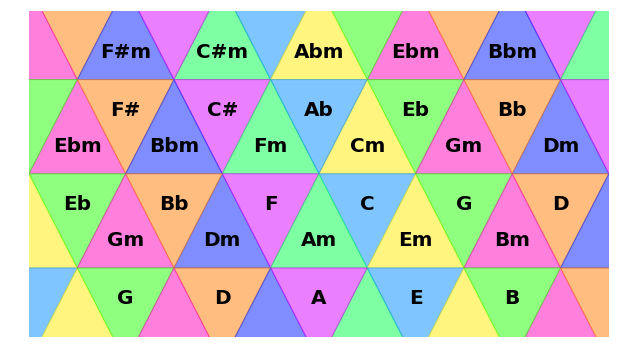 F#m C#m Abm Ebm Bbm
F# C# Ab Eb Bb
Ebm Bbm Fm Cm Gm Dm
Eb Bb F C G D
Gm Dm Am Em Bm
G D A E B